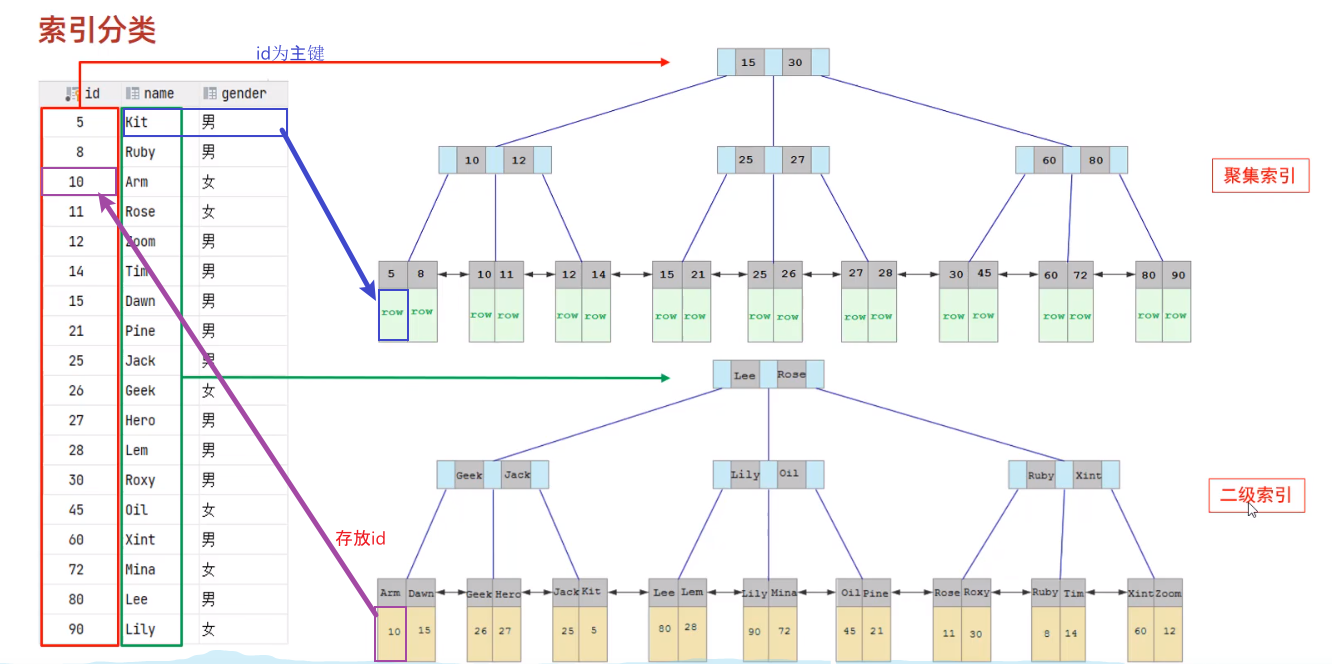 索引分类
id为主键
id name gender
5 Kit 男
8 Ruby 男
10 Arm 女
11 Rose 女
12 Zoom 男
14 Tim 男
15 Dawn 男
21 Pine 男
25 Jack 男
26 Geek 女
27 Hero 男
28 Lem 男
30 Roxy 男
45 Oil 女
60 Xint 男
72 Mina 女
80 Lee 男
90 Lily 女
15 30
10 12 25 27 60 80
聚集索引
5 8 10 11 12 14 15 21 25 26 27 28 30 45 60 72 80 90
row row row row row row row row row row row row row row row row row row
Lee Rose
Geek Jack Lily Oil Ruby Xint
二级索引
存放id
Arm Dawn Geek Hero Jack Kit Lee Lem Lily Mina Oil Pine Rose Roxy Ruby Tim Xint Zoom
10 15 26 27 25 5 80 28 90 72 45 21 11 30 8 14 60 12